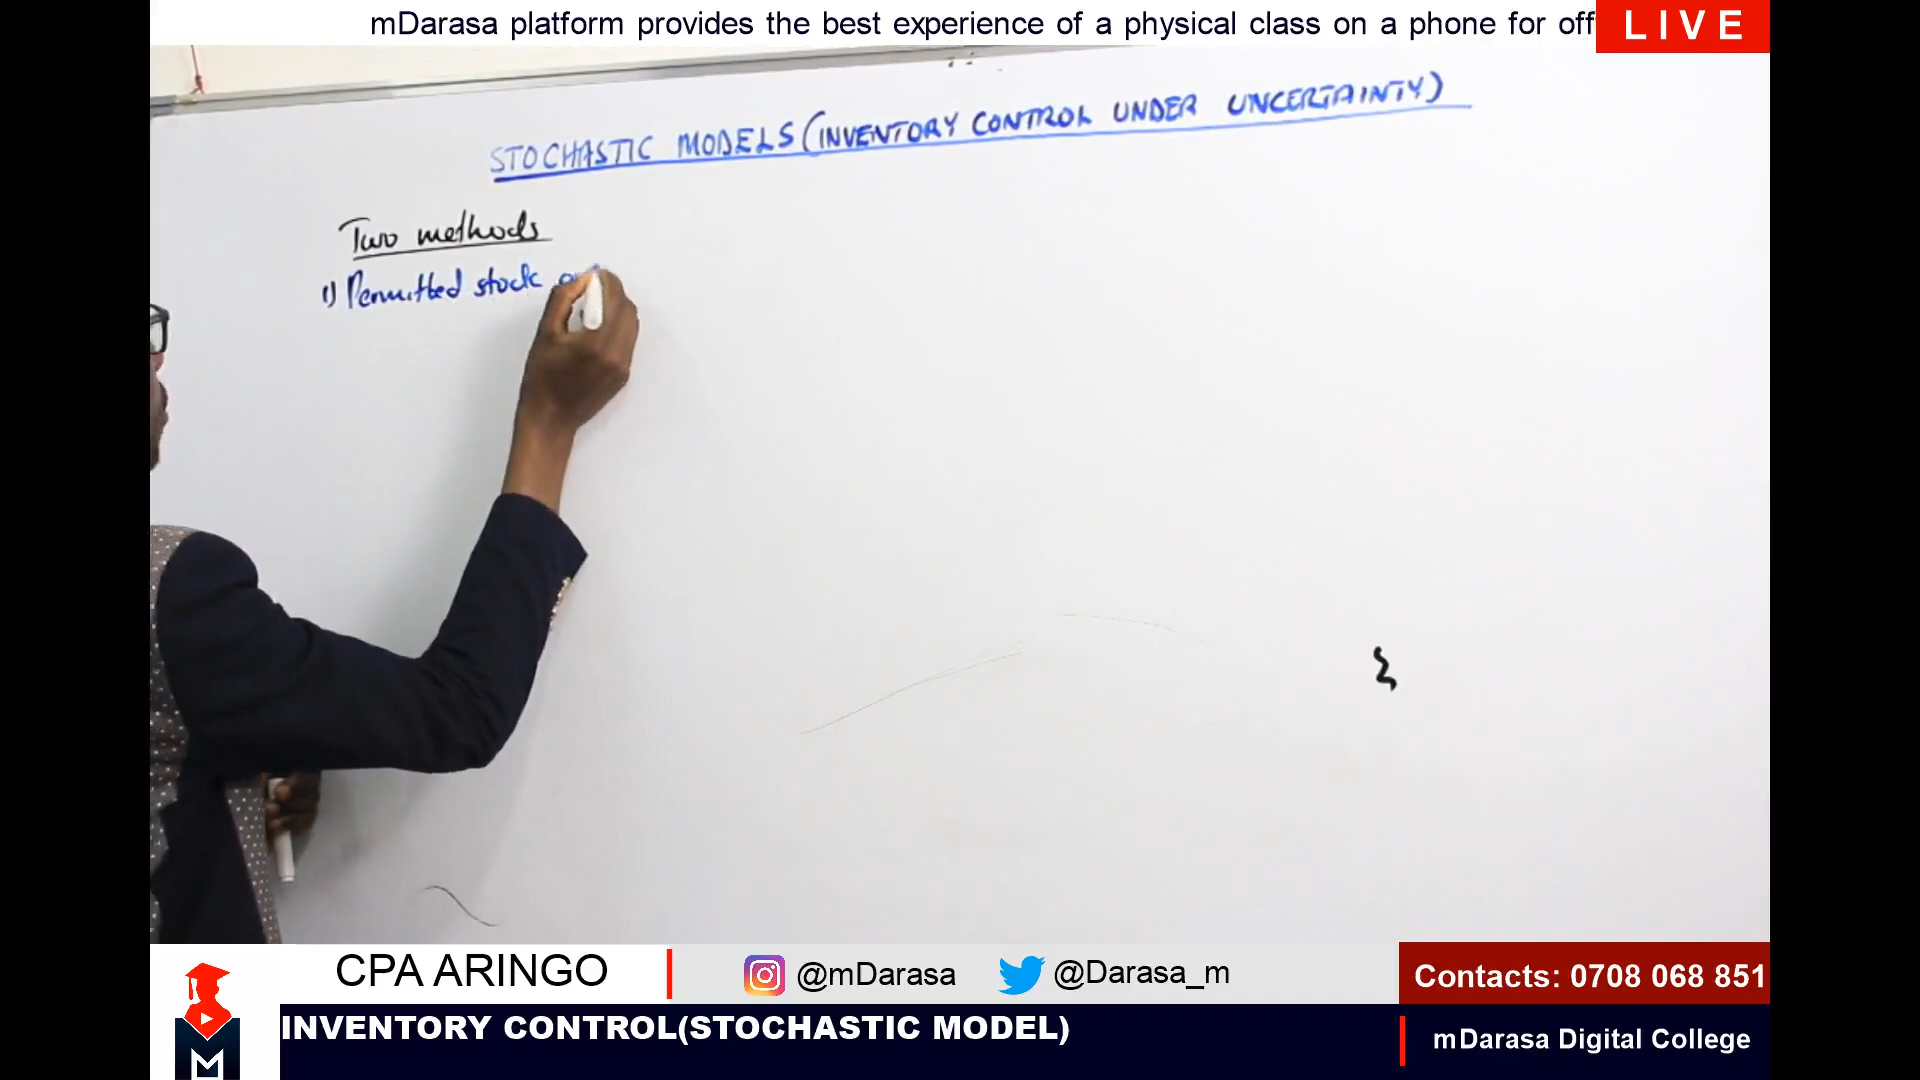 mDarasa platform provides the best experience of a physical class on a phone for off
LIVE
STOCHASTIC MODELS (INVENTORY CONTROL UNDER UNCERTAINTY)
Two methods
1) Permitted stock
CPA ARINGO
@mDarasa
@Darasa_m
Contacts: 0708 068 851
M
INVENTORY CONTROL(STOCHASTIC MODEL)
mDarasa Digital College